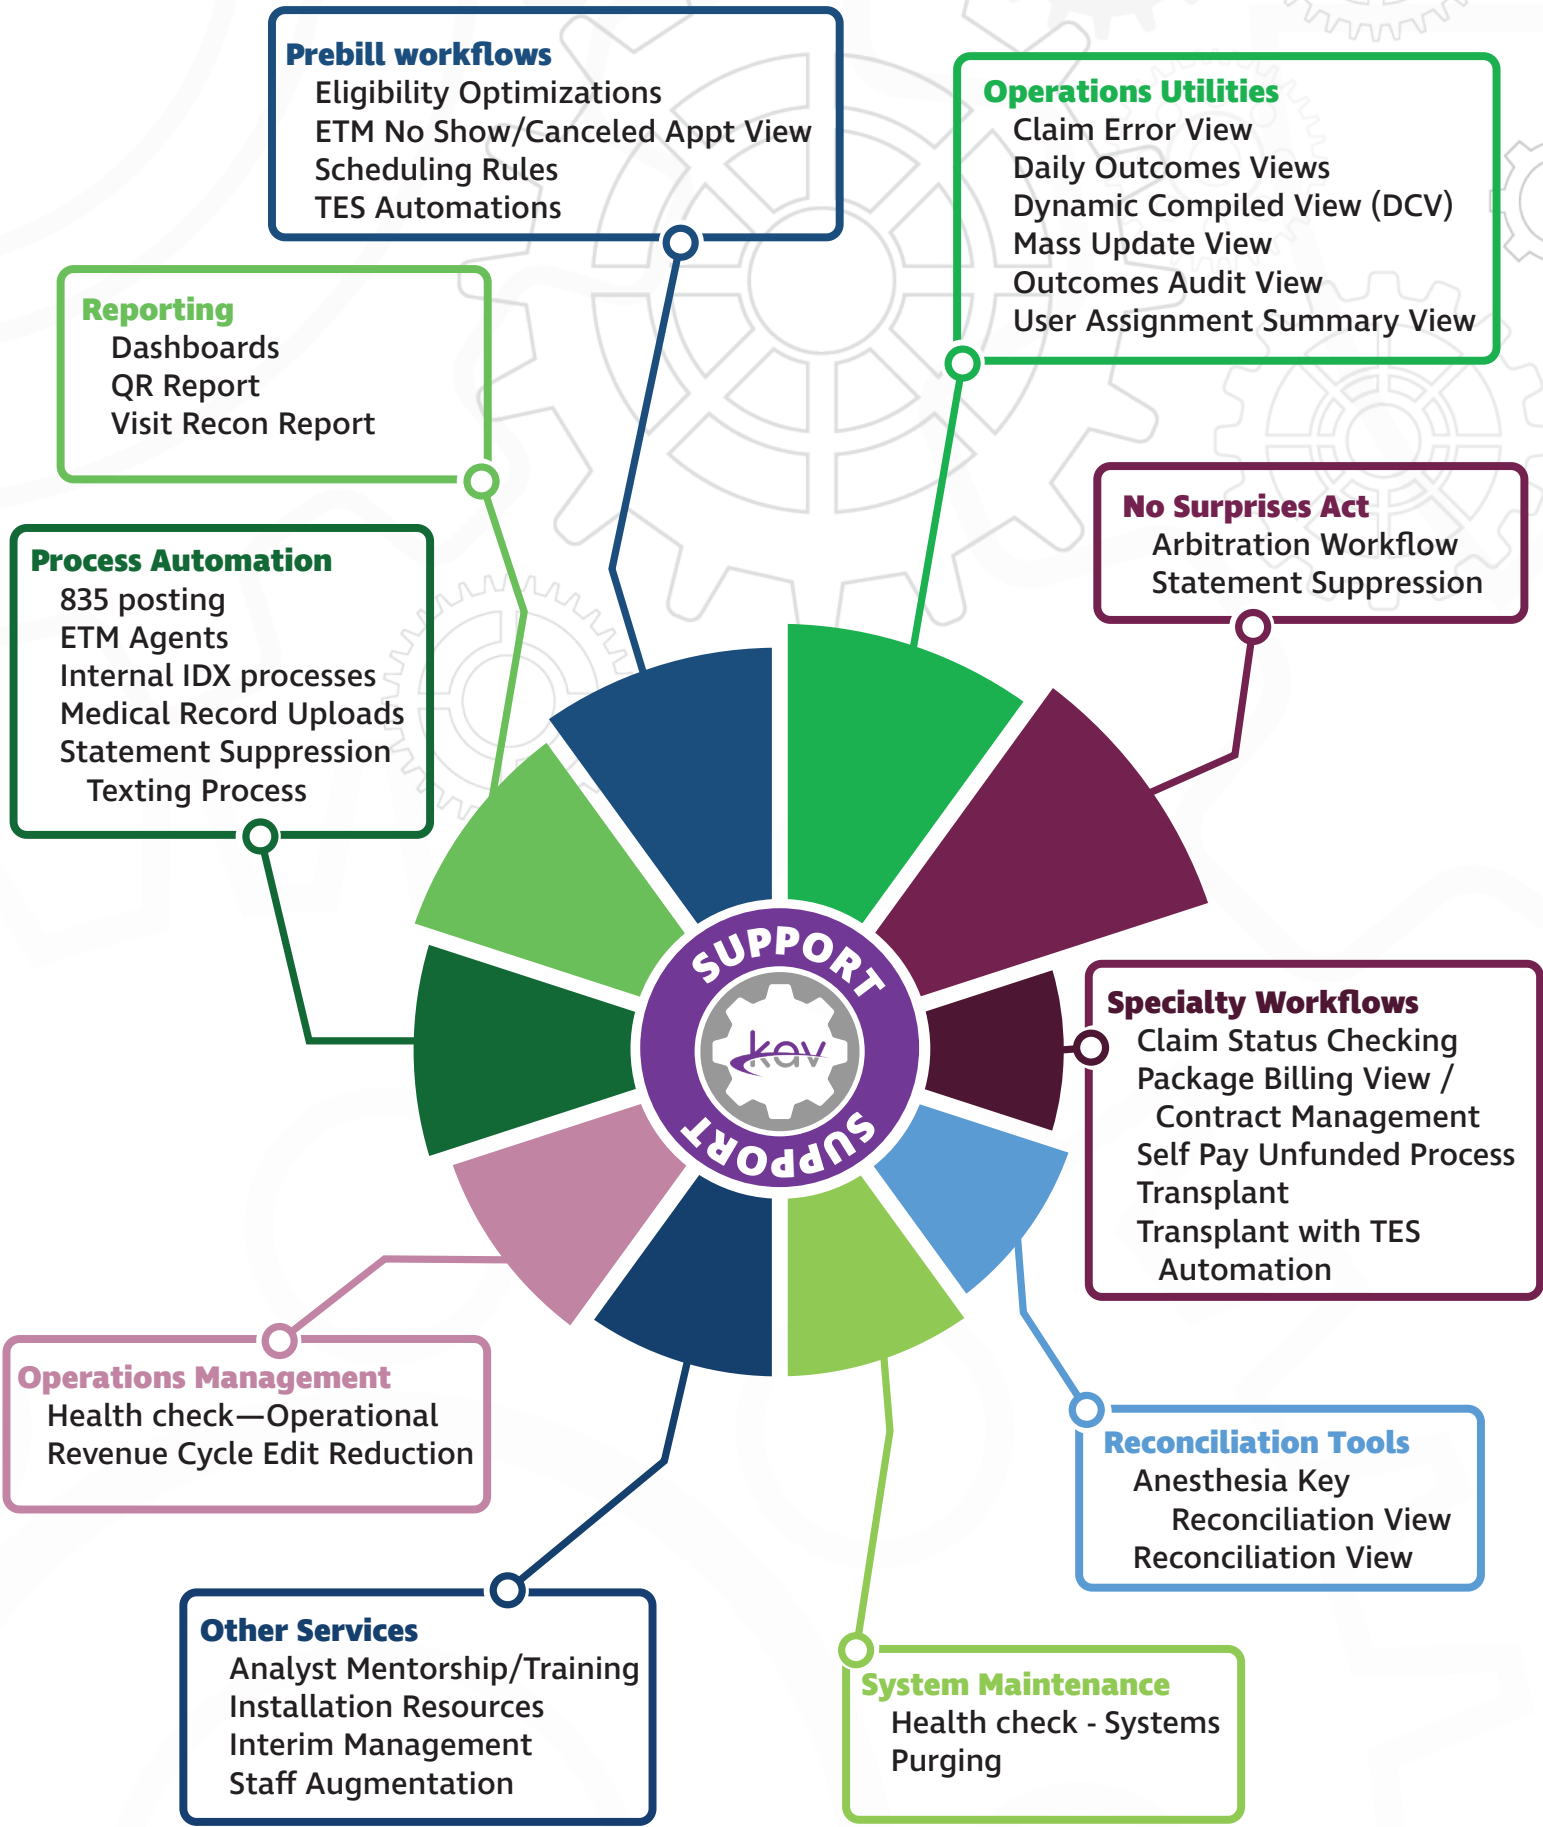 Prebill workflows
Eligibility Optimizations
ETM No Show/Canceled Appt View
Scheduling Rules
TES Automations
Operations Utilities
Claim Error View
Daily Outcomes Views
Dynamic Compiled View (DCV)
Mass Update View
Outcomes Audit View
User Assignment Summary View
Reporting
Dashboards
QR Report
Visit Recon Report
No Surprises Act
Arbitration Workflow
Statement Suppression
Process Automation
835 posting
ETM Agents
Internal IDX processes
Medical Record Uploads
Statement Suppression
Texting Process
SUPPORT
kav
SUPPORT
Specialty Workflows
Claim Status Checking
Package Billing View /
Contract Management
Self Pay Unfunded Process
Transplant
Transplant with TES
Automation
Operations Management
Health check—Operational
Revenue Cycle Edit Reduction
Reconciliation Tools
Anesthesia Key
Reconciliation View
Reconciliation View
Other Services
Analyst Mentorship/Training
Installation Resources
Interim Management
Staff Augmentation
System Maintenance
Health check - Systems
Purging